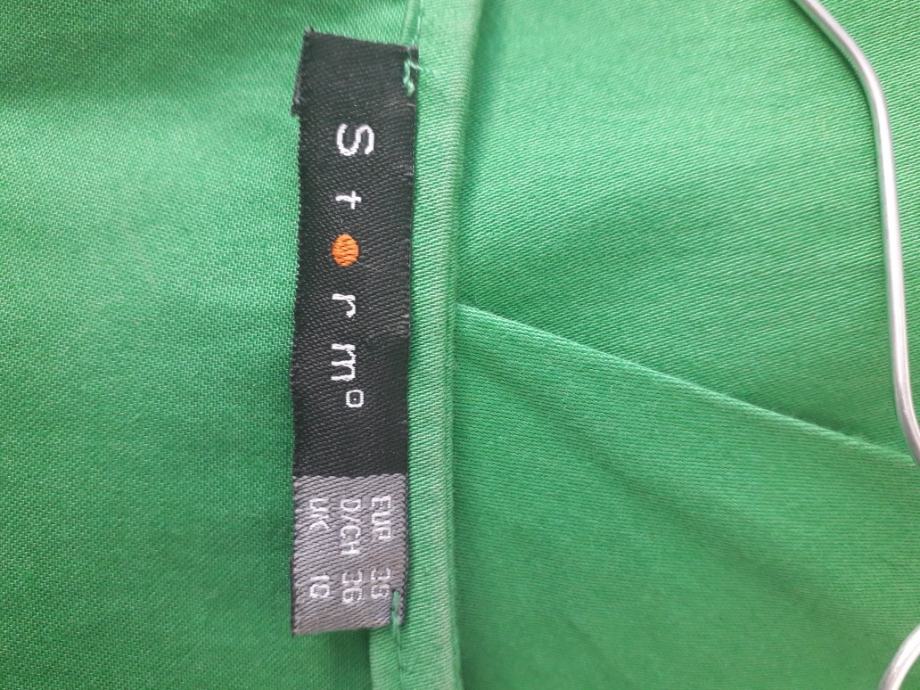 Storm
EUR 38
D/CH 36
UK 10